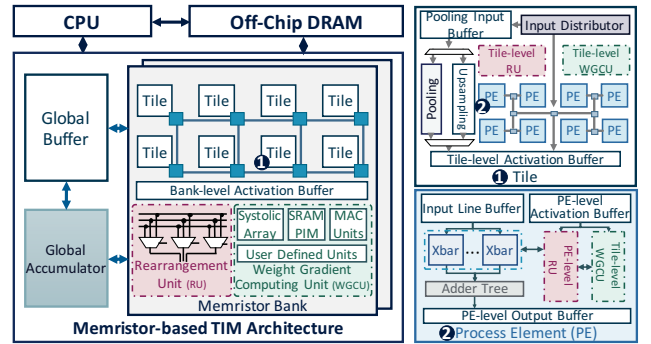 CPU
Off-Chip DRAM
Global
Buffer
Global
Accumulator
Tile
Tile
Tile
Tile
Tile
Tile
Tile
Tile
1
Bank-level Activation Buffer
Rearrangement
Unit (RU)
Systolic
Array
SRAM
PIM
MAC
Units
User Defined Units
Weight Gradient
Computing Unit (WGCU)
Memristor Bank
Memristor-based TIM Architecture
Pooling Input
Buffer
Input Distributor
Tile-level
RU
Tile-level
WGCU
Pooling
Upsampling
2
PE
PE
PE
PE
PE
PE
PE
PE
Tile-level Activation Buffer
1 Tile
Input Line Buffer
PE-level
Activation Buffer
Xbar
...
Xbar
PE-level
RU
Tile-level
WGCU
Adder Tree
PE-level Output Buffer
2 Process Element (PE)